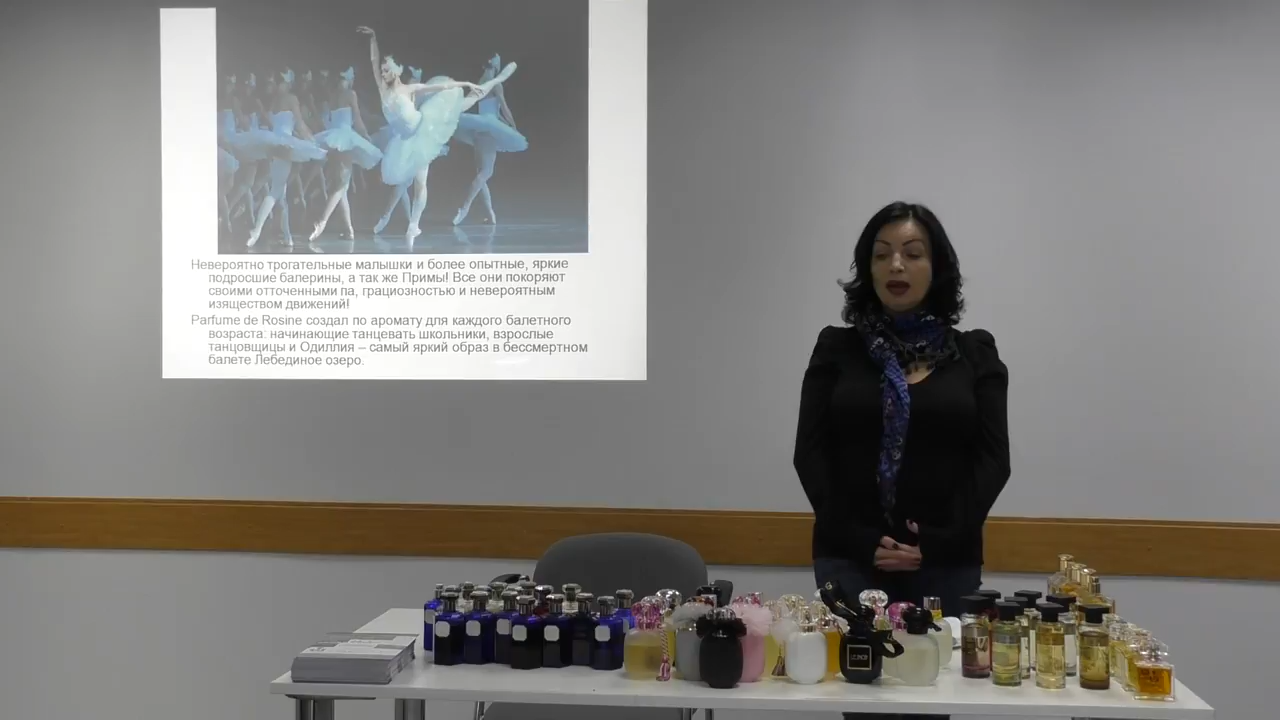 Невероятно трогательные малышки и более опытные, яркие
подросшие балерины, а так же Примы! Все они покоряют
своими отточенными па, грациозностью и невероятным
изяществом движений!
Parfume de Rosine создал по аромату для каждого балетного
возраста: начинающие танцевать школьники, взрослые
танцовщицы и Одиллия – самый яркий образ в бессмертном
балете Лебединое озеро.